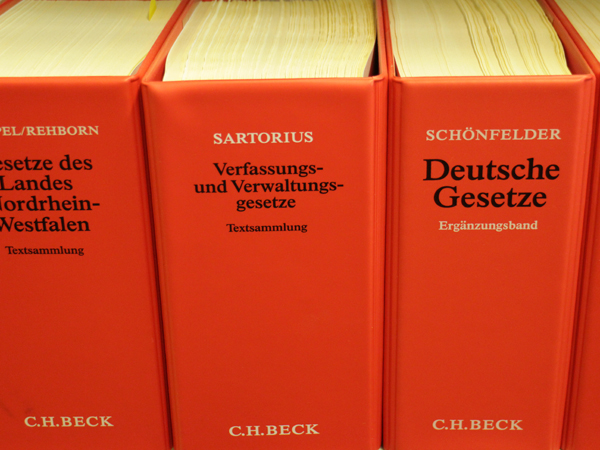 PEL/REHBORN
esetze des
Landes
Nordrhein-
Westfalen
Textsammlung
C.H.BECK
SARTORIUS
Verfassungs-
und Verwaltungs-
gesetze
Textsammlung
C.H.BECK
SCHÖNFELDER
Deutsche
Gesetze
Ergänzungsband
C.H.BECK